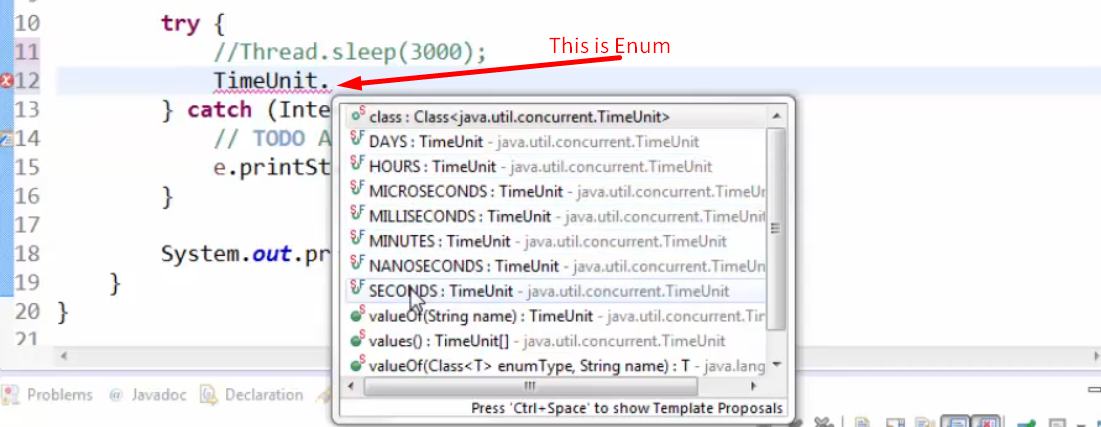 10 try {
11 //Thread.sleep(3000);
This is Enum
12 TimeUnit.
13 } catch (Inte
14 // TODO A
15 e.printSt
16 }
17
18 System.out.pr
19 }
20 }
21
class : Class<java.util.concurrent.TimeUnit>
DAYS : TimeUnit - java.util.concurrent.TimeUnit
HOURS : TimeUnit - java.util.concurrent.TimeUnit
MICROSECONDS : TimeUnit - java.util.concurrent.TimeUr
MILLISECONDS : TimeUnit - java.util.concurrent.TimeUni
MINUTES : TimeUnit - java.util.concurrent.TimeUnit
NANOSECONDS : TimeUnit - java.util.concurrent.TimeUn
SECONDS : TimeUnit - java.util.concurrent.TimeUnit
valueOf(String name) : TimeUnit - java.util.concurrent.Tir
values() : TimeUnit[] - java.util.concurrent.TimeUnit
valueOf(Class<T> enumType, String name) : T - java.lang
Press 'Ctrl+Space' to show Template Proposals
Problems @ Javadoc Declaration